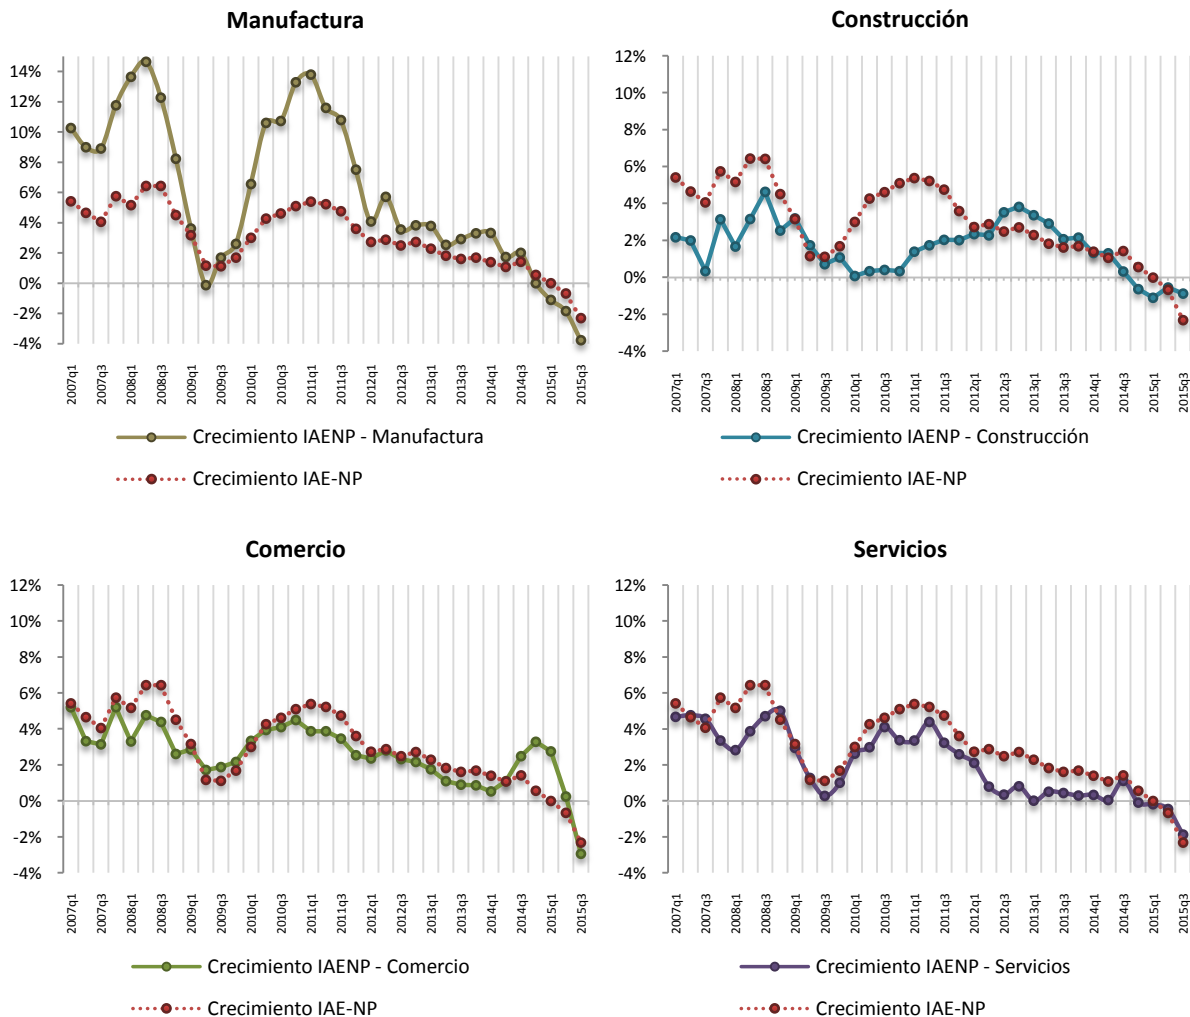 Manufactura
14%
12%
10%
8%
6%
4%
2%
0%
-2%
-4%
2007q1
2007q3
2008q1
2008q3
2009q1
2009q3
2010q1
2010q3
2011q1
2011q3
2012q1
2012q3
2013q1
2013q3
2014q1
2014q3
2015q1
2015q3
Crecimiento IAENP - Manufactura
Crecimiento IAE-NP
Construcción
12%
10%
8%
6%
4%
2%
0%
-2%
-4%
2007q1
2007q3
2008q1
2008q3
2009q1
2009q3
2010q1
2010q3
2011q1
2011q3
2012q1
2012q3
2013q1
2013q3
2014q1
2014q3
2015q1
2015q3
Crecimiento IAENP - Construcción
Crecimiento IAE-NP
Comercio
12%
10%
8%
6%
4%
2%
0%
-2%
-4%
2007q1
2007q3
2008q1
2008q3
2009q1
2009q3
2010q1
2010q3
2011q1
2011q3
2012q1
2012q3
2013q1
2013q3
2014q1
2014q3
2015q1
2015q3
Crecimiento IAENP - Comercio
Crecimiento IAE-NP
Servicios
12%
10%
8%
6%
4%
2%
0%
-2%
-4%
2007q1
2007q3
2008q1
2008q3
2009q1
2009q3
2010q1
2010q3
2011q1
2011q3
2012q1
2012q3
2013q1
2013q3
2014q1
2014q3
2015q1
2015q3
Crecimiento IAENP - Servicios
Crecimiento IAE-NP